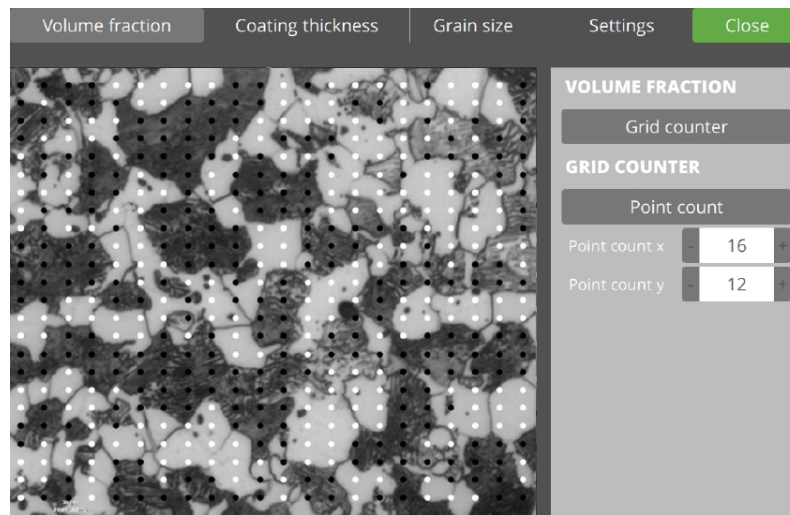 Volume fraction Coating thickness Grain size Settings Close
VOLUME FRACTION
Grid counter
GRID COUNTER
Point count
Point count x - 16 +
Point count y - 12 +